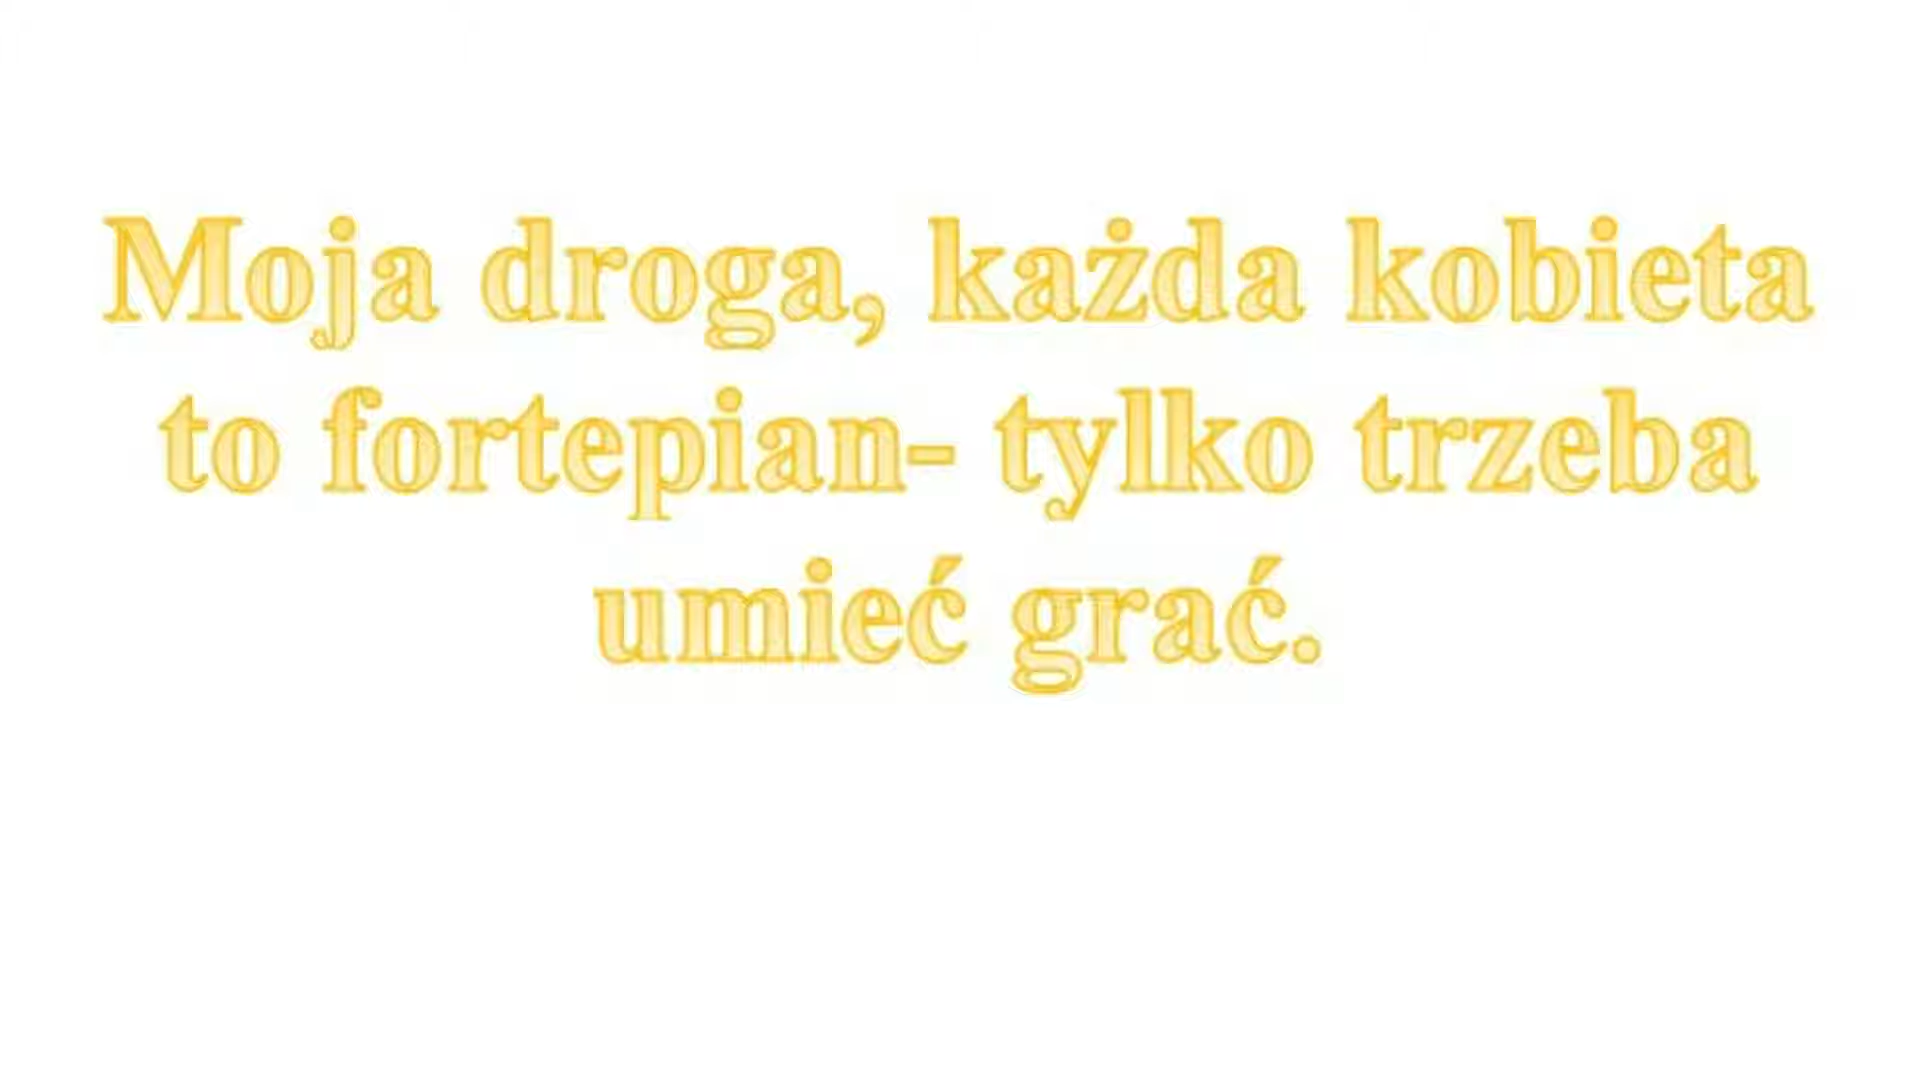 Moja droga, każda kobieta
to fortepian- tylko trzeba
umieć grać.